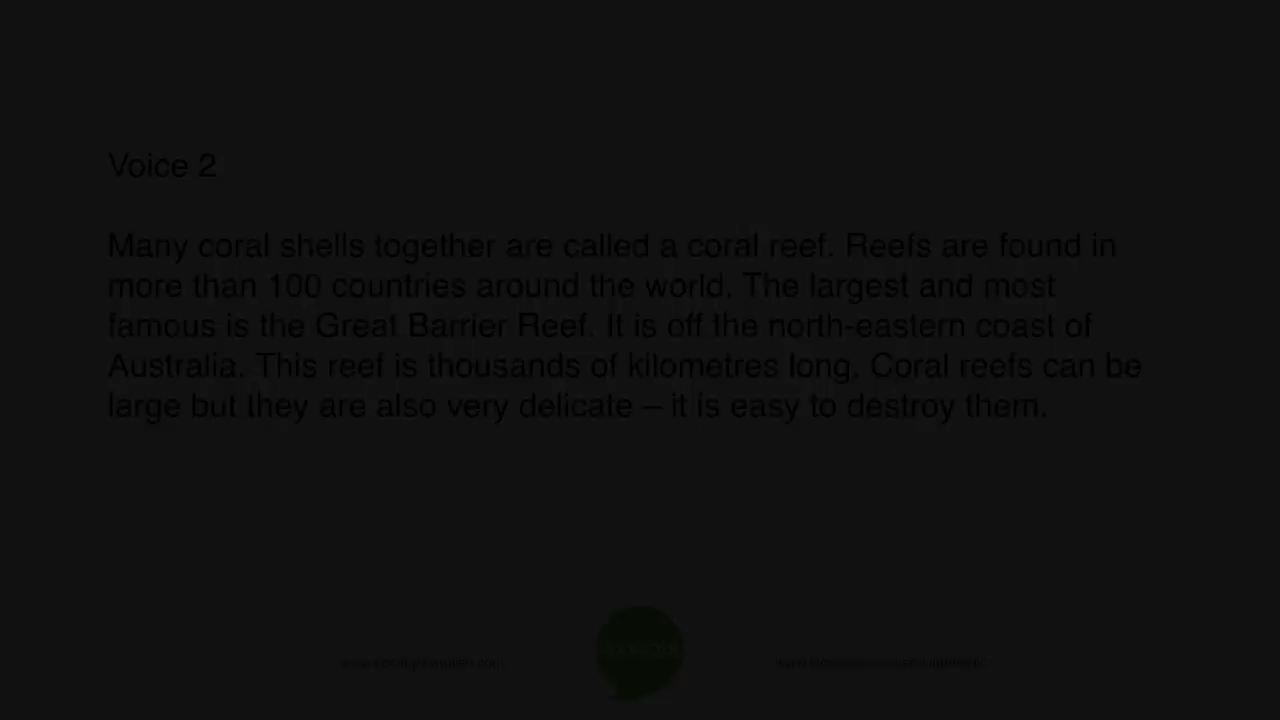 Voice 2
Many coral shells together are called a coral reef. Reefs are found in
more than 100 countries around the world. The largest and most
famous is the Great Barrier Reef. It is off the north-eastern coast of
Australia. This reef is thousands of kilometres long. Coral reefs can be
large but they are also very delicate – it is easy to destroy them.